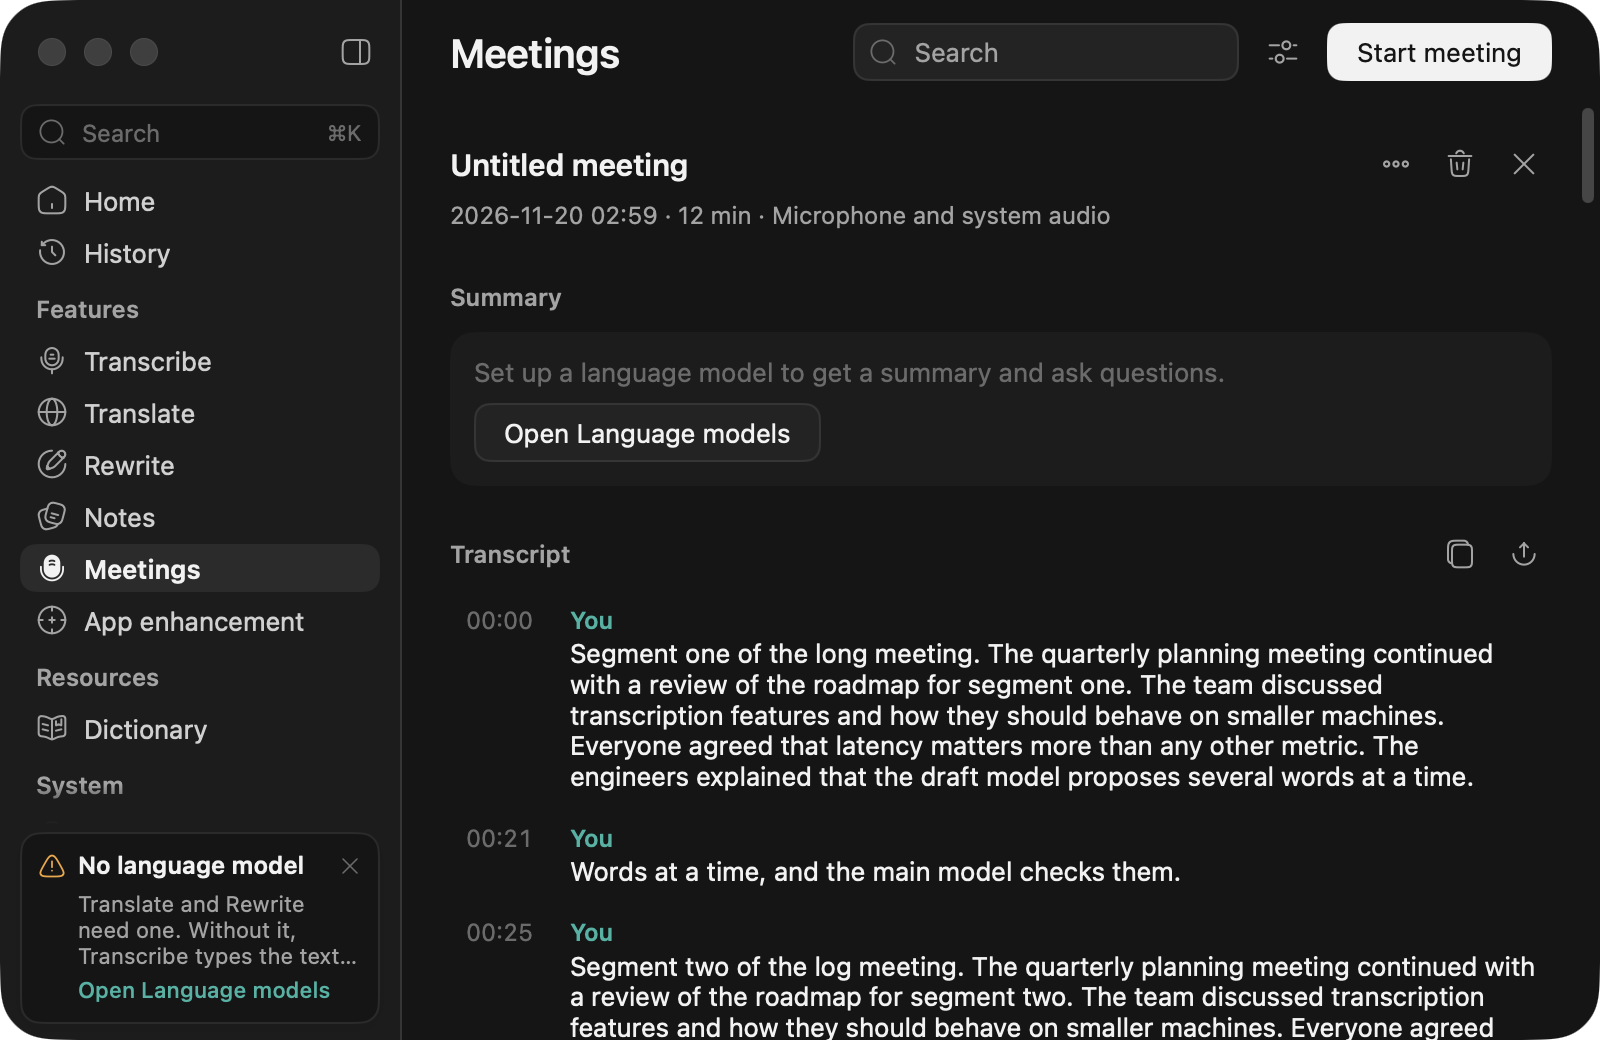 Search ⌘K
Home
History
Features
Transcribe
Translate
Rewrite
Notes
Meetings
App enhancement
Resources
Dictionary
System
No language model
Translate and Rewrite
need one. Without it,
Transcribe types the text...
Open Language models
Meetings
Search
Start meeting
Untitled meeting
2026-11-20 02:59 · 12 min · Microphone and system audio
Summary
Set up a language model to get a summary and ask questions.
Open Language models
Transcript
00:00 You
Segment one of the long meeting. The quarterly planning meeting continued
with a review of the roadmap for segment one. The team discussed
transcription features and how they should behave on smaller machines.
Everyone agreed that latency matters more than any other metric. The
engineers explained that the draft model proposes several words at a time.
00:21 You
Words at a time, and the main model checks them.
00:25 You
Segment two of the log meeting. The quarterly planning meeting continued with
a review of the roadmap for segment two. The team discussed transcription
features and how they should behave on smaller machines. Everyone agreed